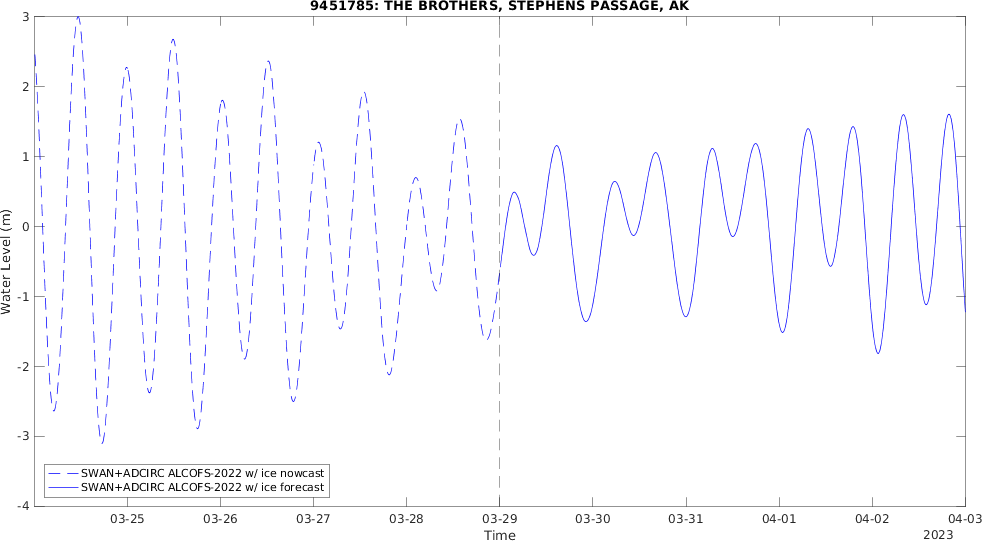 9451785: THE BROTHERS, STEPHENS PASSAGE, AK
3
2
1
0
-1
-2
-3
-4
Water Level (m)
SWAN+ADCIRC ALCOFS-2022 w/ ice nowcast
SWAN+ADCIRC ALCOFS-2022 w/ ice forecast
03-25 03-26 03-27 03-28 03-29 03-30 03-31 04-01 04-02 04-03
Time
2023